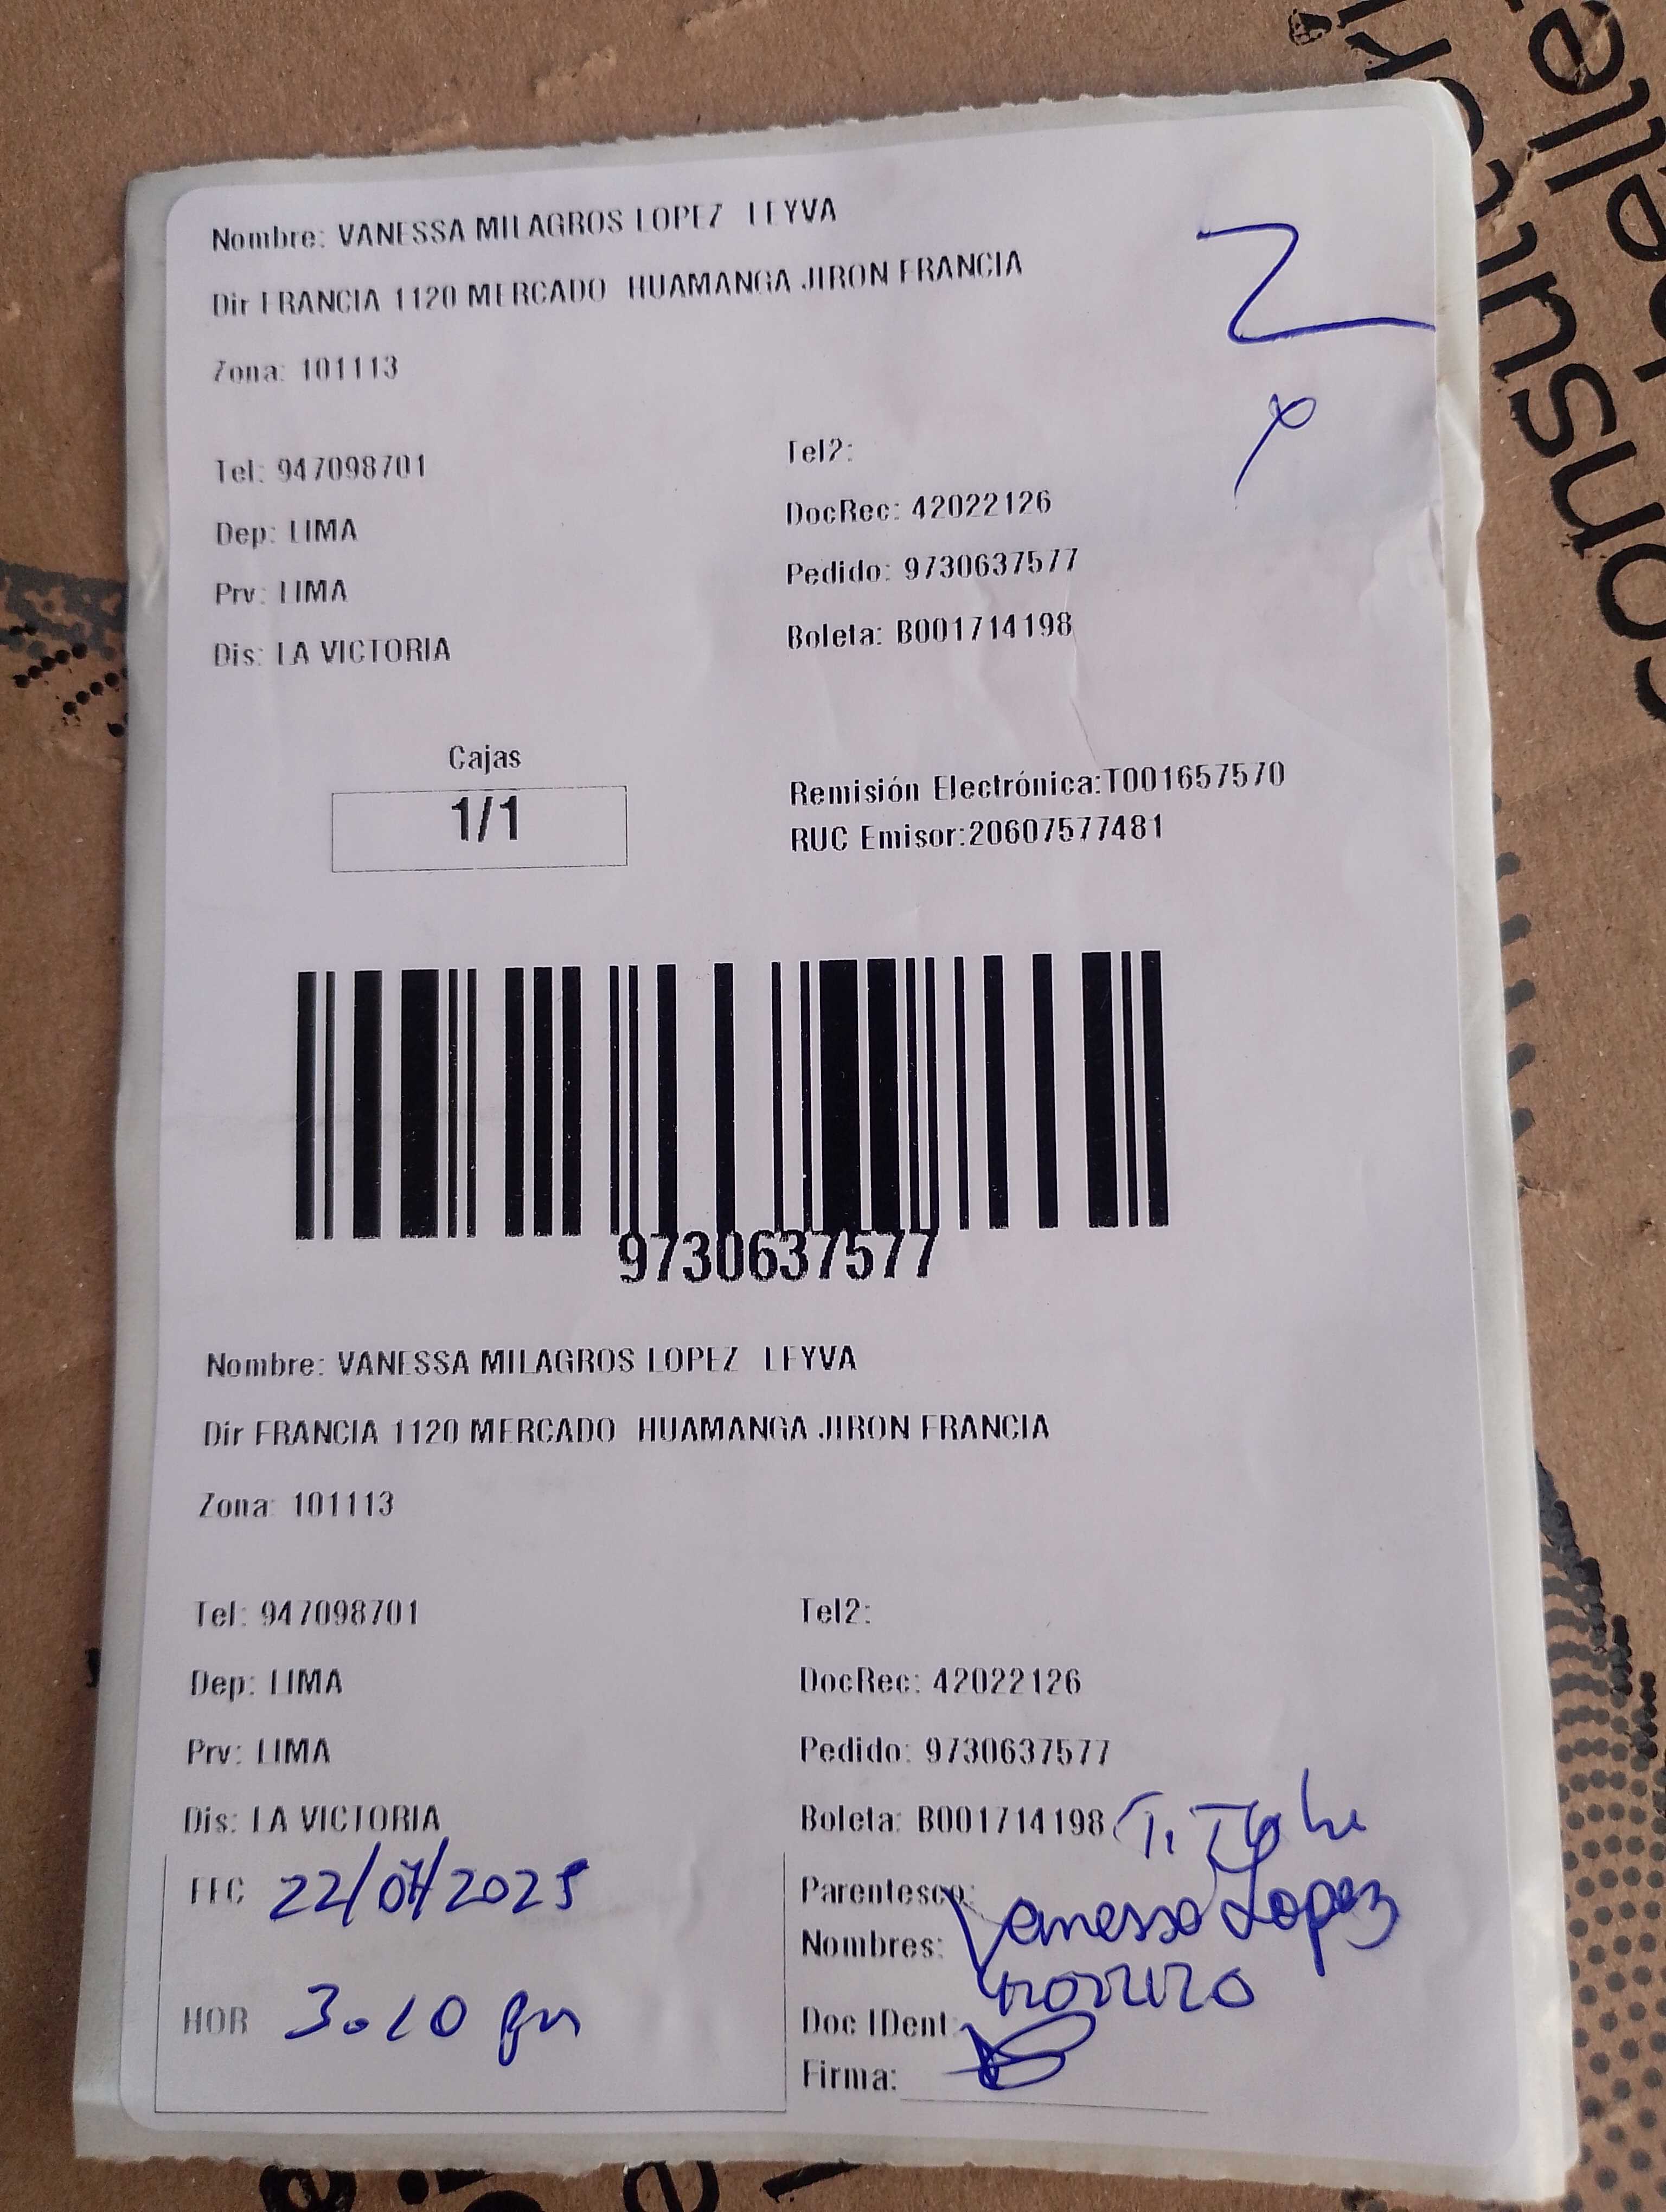 Nombre: VANESSA MILAGROS LOPEZ LEYVA
Dir FRANCIA 1120 MERCADO HUAMANGA JIRON FRANCIA
Zona: 101113
Tel: 947098701
Tel2:
Dep: LIMA
DocRec: 42022126
Prv: LIMA
Pedido: 9730637577
Dis: LA VICTORIA
Boleta: B001714198
Cajas
1/1
Remisión Electrónica:T001657570
RUC Emisor:20607577481
9730637577
Nombre: VANESSA MILAGROS LOPEZ LEYVA
Dir FRANCIA 1120 MERCADO HUAMANGA JIRON FRANCIA
Zona: 101113
Tel: 947098701
Tel2:
Dep: LIMA
DocRec: 42022126
Prv: LIMA
Pedido: 9730637577
Dis: LA VICTORIA
Boleta: B001714198
FEC 22/07/2025
Parentesco:
Nombres: Vanessa Lopez
HOR 3.10 pm
Doc IDent:
Firma: